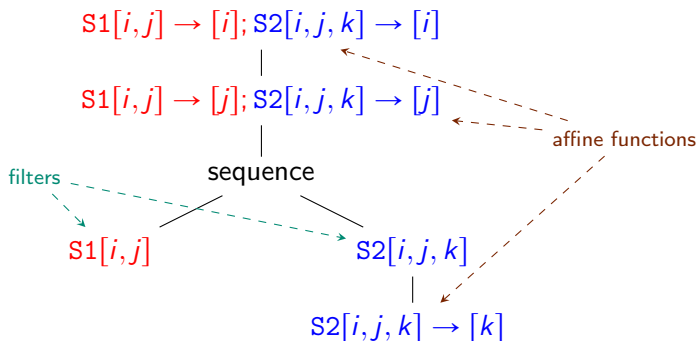 S1[i, j] → [i]; S2[i, j, k] → [i]
S1[i, j] → [j]; S2[i, j, k] → [j]
affine functions
sequence
filters
S1[i, j]
S2[i, j, k]
S2[i, j, k] → [k]